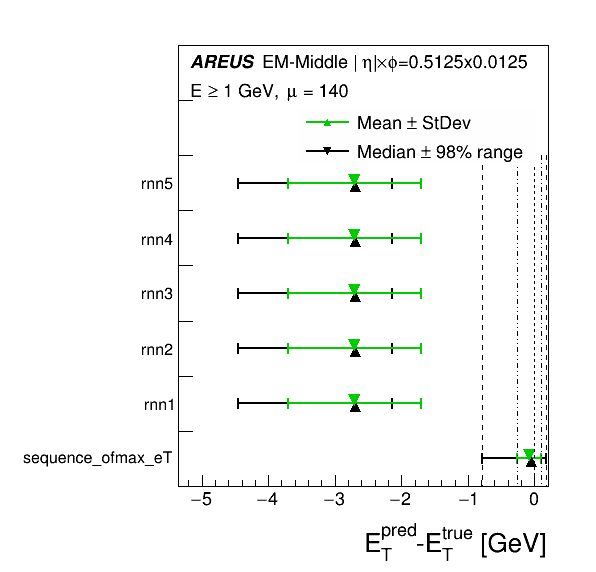 AREUS EM-Middle | η|×ϕ=0.5125x0.0125
E ≥ 1 GeV, μ = 140
Mean ± StDev
Median ± 98% range
rnn5
rnn4
rnn3
rnn2
rnn1
sequence_ofmax_eT
−5 −4 −3 −2 −1 0
E_T^pred-E_T^true [GeV]